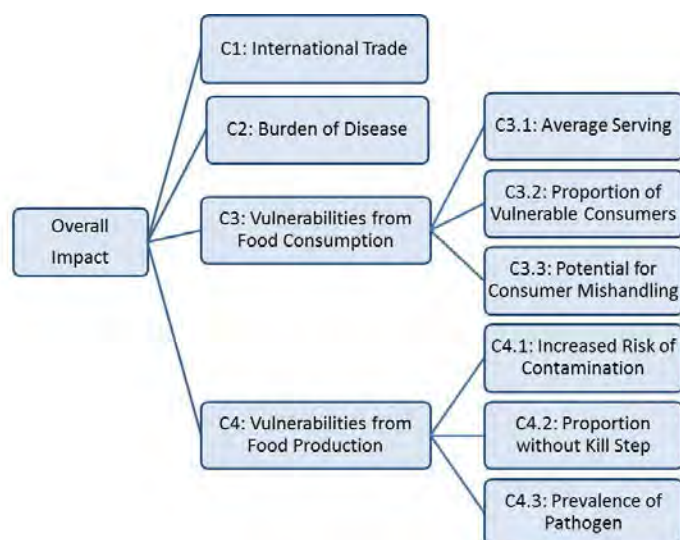 Overall
Impact
C1: International Trade
C2: Burden of Disease
C3: Vulnerabilities from
Food Consumption
C3.1: Average Serving
C3.2: Proportion of
Vulnerable Consumers
C3.3: Potential for
Consumer Mishandling
C4: Vulnerabilities from
Food Production
C4.1: Increased Risk of
Contamination
C4.2: Proportion
without Kill Step
C4.3: Prevalence of
Pathogen